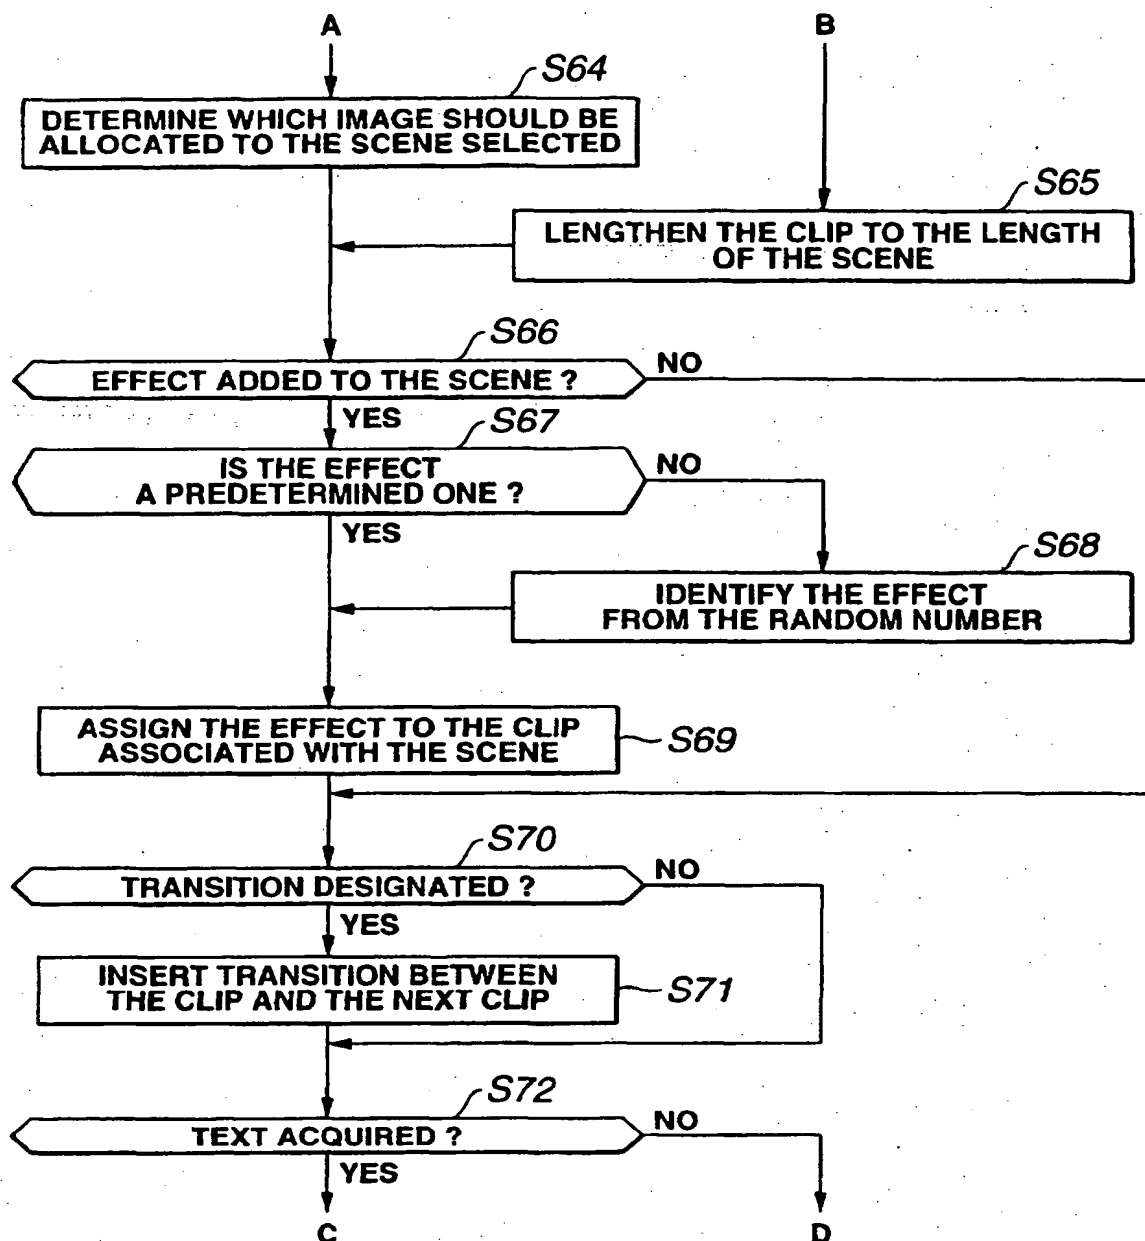 A
B
S64
DETERMINE WHICH IMAGE SHOULD BE
ALLOCATED TO THE SCENE SELECTED
S65
LENGTHEN THE CLIP TO THE LENGTH
OF THE SCENE
S66
EFFECT ADDED TO THE SCENE ?
NO
YES
S67
IS THE EFFECT
A PREDETERMINED ONE ?
NO
YES
S68
IDENTIFY THE EFFECT
FROM THE RANDOM NUMBER
ASSIGN THE EFFECT TO THE CLIP
ASSOCIATED WITH THE SCENE
S69
S70
TRANSITION DESIGNATED ?
NO
YES
INSERT TRANSITION BETWEEN
THE CLIP AND THE NEXT CLIP
S71
S72
TEXT ACQUIRED ?
NO
YES
C
D